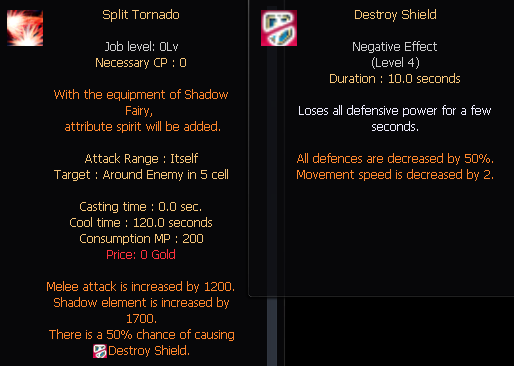 Split Tornado
Job level: 0Lv
Necessary CP : 0
With the equipment of Shadow
Fairy,
attribute spirit will be added.
Attack Range : Itself
Target : Around Enemy in 5 cell
Casting time : 0.0 sec.
Cool time : 120.0 seconds
Consumption MP : 200
Price: 0 Gold
Melee attack is increased by 1200.
Shadow element is increased by
1700.
There is a 50% chance of causing
Destroy Shield.
Destroy Shield
Negative Effect
(Level 4)
Duration : 10.0 seconds
Loses all defensive power for a few
seconds.
All defences are decreased by 50%.
Movement speed is decreased by 2.